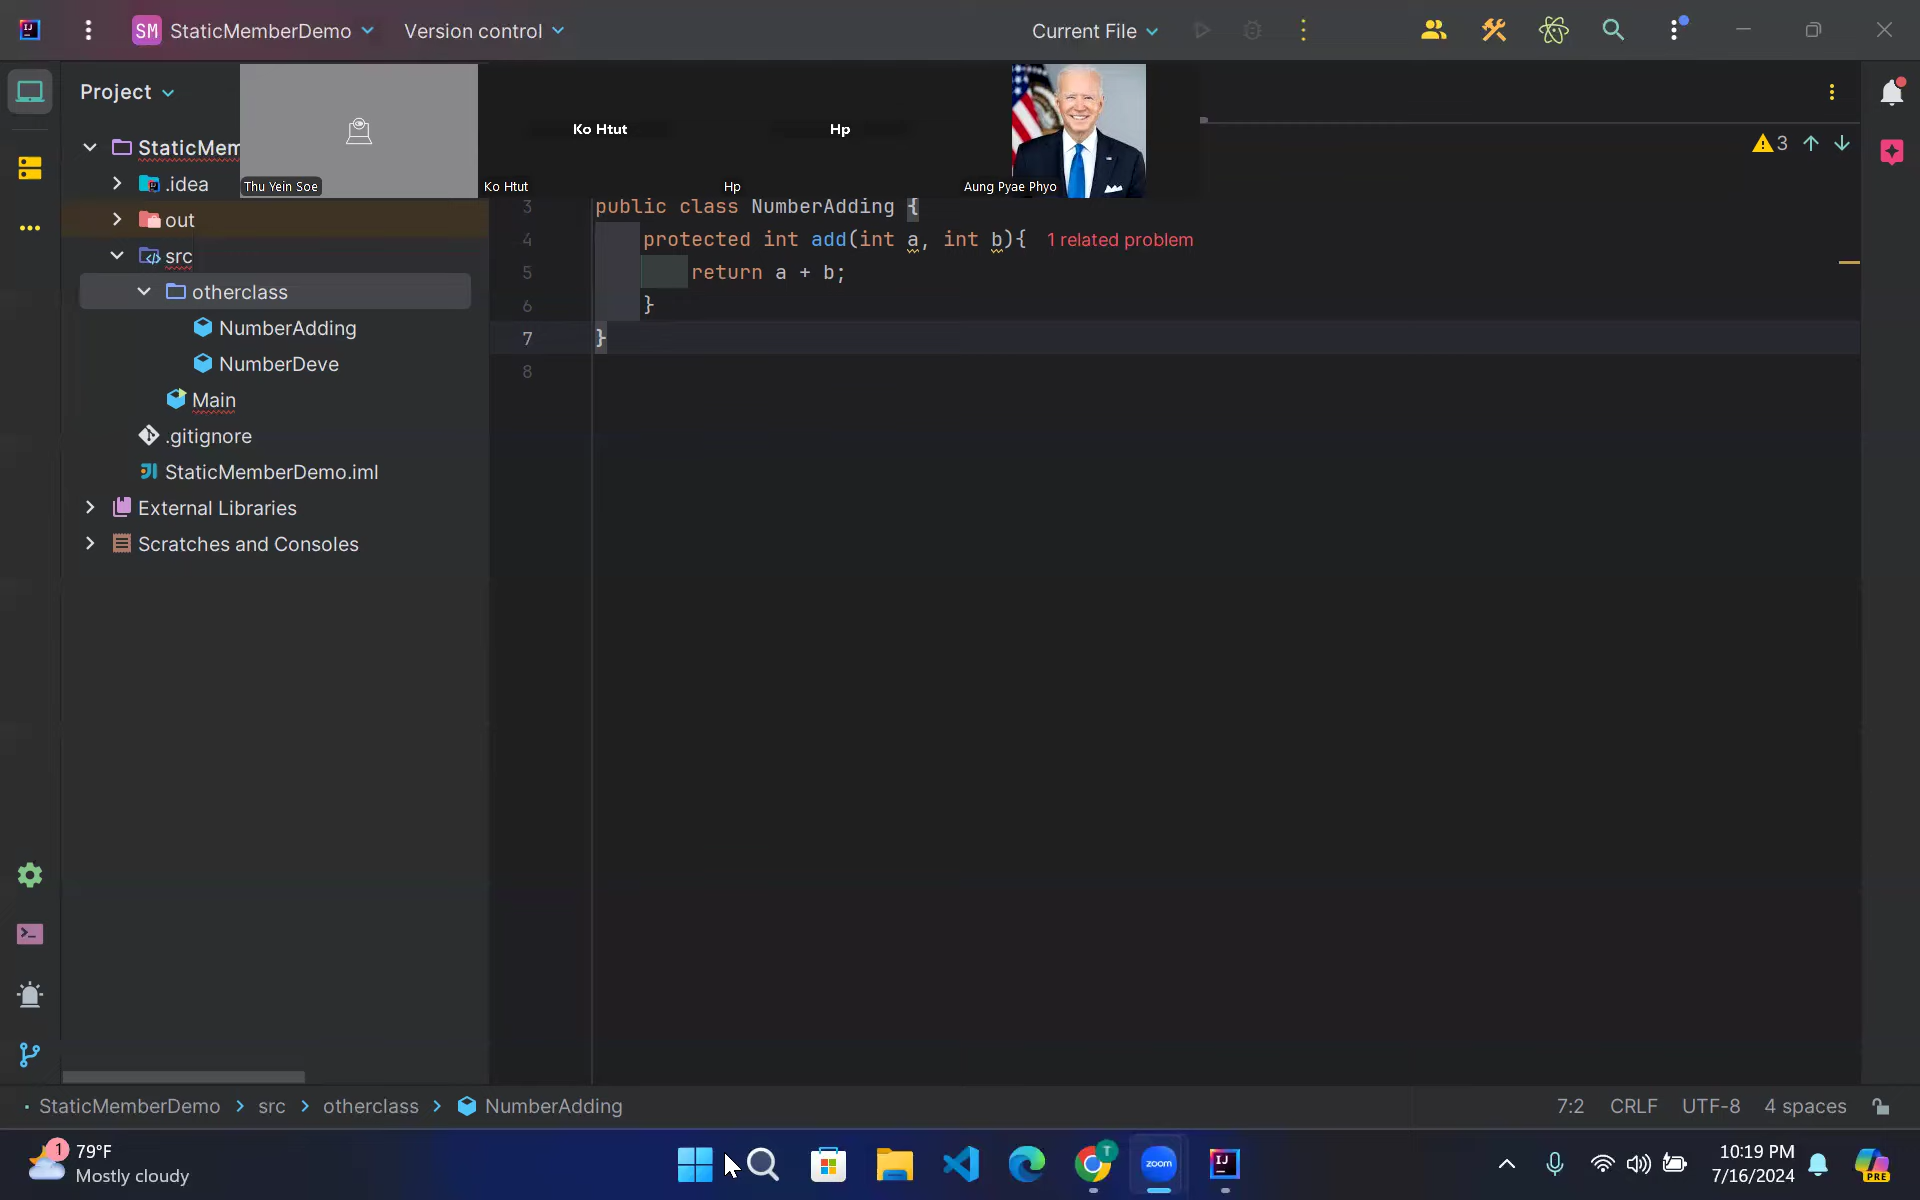 SM StaticMemberDemo Version control Current File
Project
StaticMem
.idea
out
src
otherclass
NumberAdding
NumberDeve
Main
.gitignore
StaticMemberDemo.iml
External Libraries
Scratches and Consoles
Thu Yein Soe
Ko Htut
Ko Htut
Hp
Hp
Aung Pyae Phyo
3
3 public class NumberAdding {
4 protected int add(int a, int b){ 1 related problem
5 return a + b;
6 }
7 }
8
StaticMemberDemo > src > otherclass > NumberAdding 7:2 CRLF UTF-8 4 spaces
1 79°F
Mostly cloudy
T
zoom
IJ
PRE
10:19 PM
7/16/2024